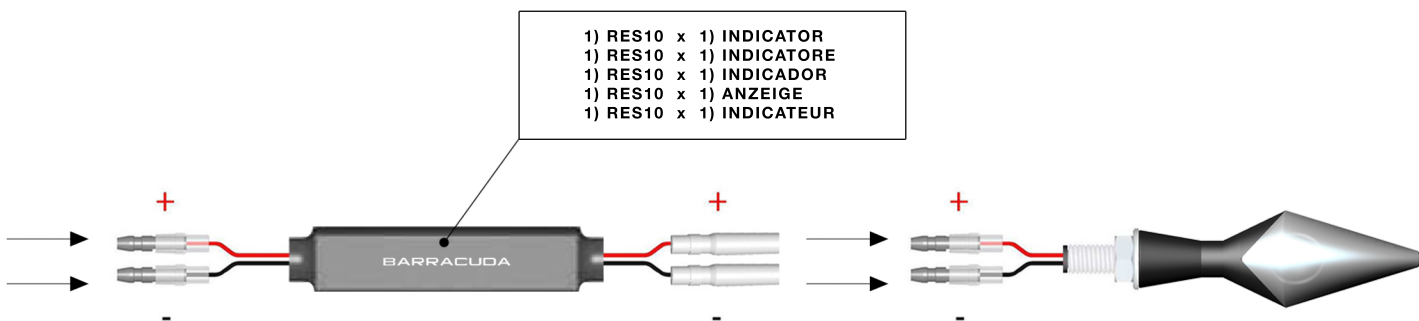 1) RES10 x 1) INDICATOR
1) RES10 x 1) INDICATORE
1) RES10 x 1) INDICADOR
1) RES10 x 1) ANZEIGE
1) RES10 x 1) INDICATEUR
+ + +
BARRACUDA
- - -